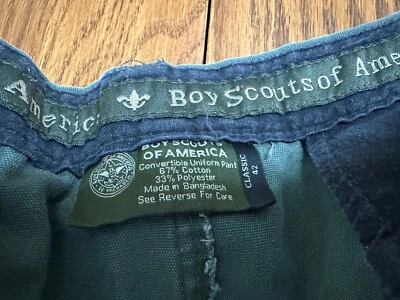 America
Boy Scouts of Ame
BOY SCOUTS
OF AMERICA
Convertible Uniform Pant
67% Cotton
33% Polyester
Made in Bangladesh
See Reverse For Care
CLASSIC
42